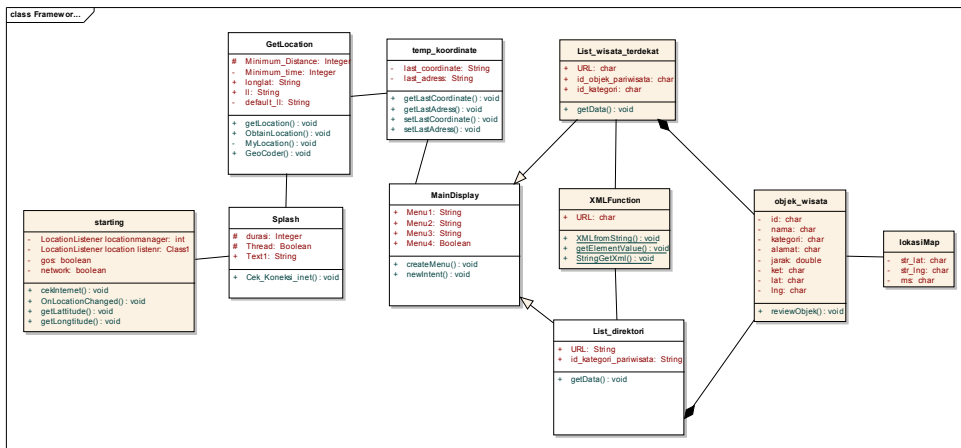 class Framewor...
GetLocation
# Minimum_Distance: Integer
- Minimum_time: Integer
+ longlat: String
+ ll: String
- default_ll: String
+ getLocation() : void
+ ObtainLocation() : void
- MyLocation() : void
+ GeoCoder() : void
temp_koordinate
- last_coordinate: String
- last_adress: String
+ getLastCoordinate() : void
+ getLastAdress() : void
+ setLastCoordinate() : void
+ setLastAdress() : void
List_wisata_terdekat
+ URL: char
+ id_objek_pariwisata: char
+ id_kategori: char
+ getData() : void
starting
- LocationListener locationmanager: int
- LocationListener location listenr: Class1
- gos: boolean
- network: boolean
+ cekInternet() : void
+ OnLocationChanged() : void
+ getLattitude() : void
+ getLongtitude() : void
Splash
# durasi: Integer
# Thread: Boolean
+ Text1: String
+ Cek_Koneksi_inet() : void
MainDisplay
+ Menu1: String
+ Menu2: String
+ Menu3: String
+ Menu4: Boolean
+ createMenu() : void
+ newIntent() : void
XMLFunction
+ URL: char
+ XMLfromString() : void
+ getElementValue() : void
+ StringGetXml() : void
objek_wisata
- id: char
- nama: char
- kategori: char
- alamat: char
- jarak: double
- ket: char
- lat: char
- lng: char
+ reviewObjek() : void
lokasiMap
- str_lat: char
- str_lng: char
- ms: char
List_direktori
+ URL: String
+ id_kategori_pariwisata: String
+ getData() : void